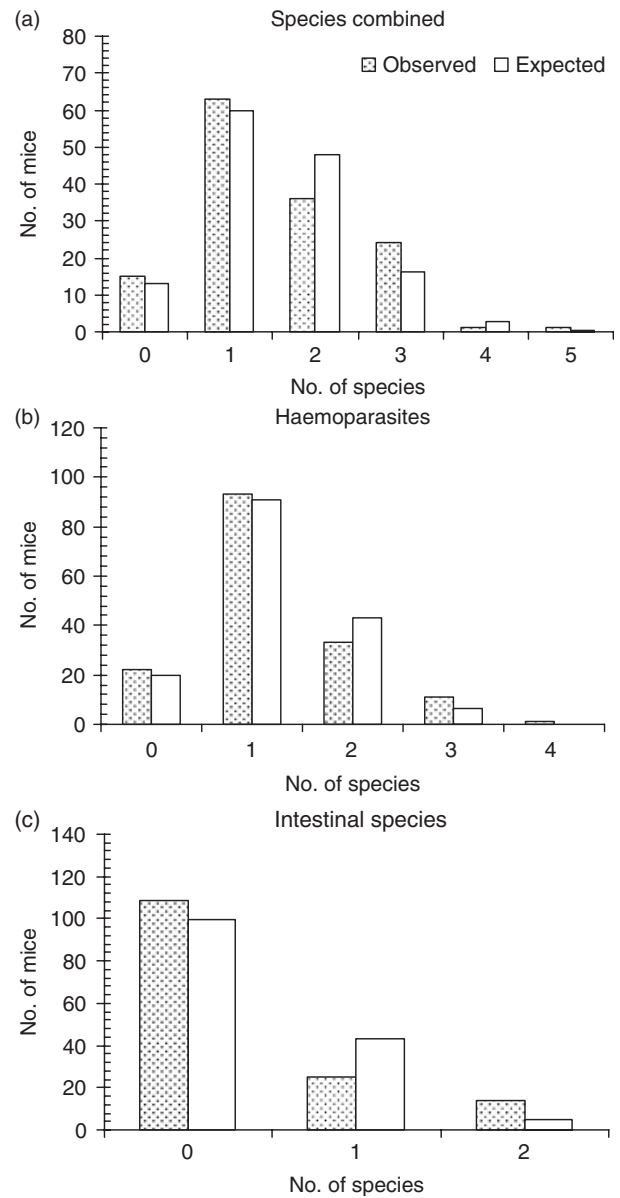 (a) Species combined
80
70
60
50
40
30
20
10
0
No. of mice
Observed Expected
0 1 2 3 4 5
No. of species
(b) Haemoparasites
120
100
80
60
40
20
0
No. of mice
0 1 2 3 4
No. of species
(c) Intestinal species
140
120
100
80
60
40
20
0
No. of mice
0 1 2
No. of species